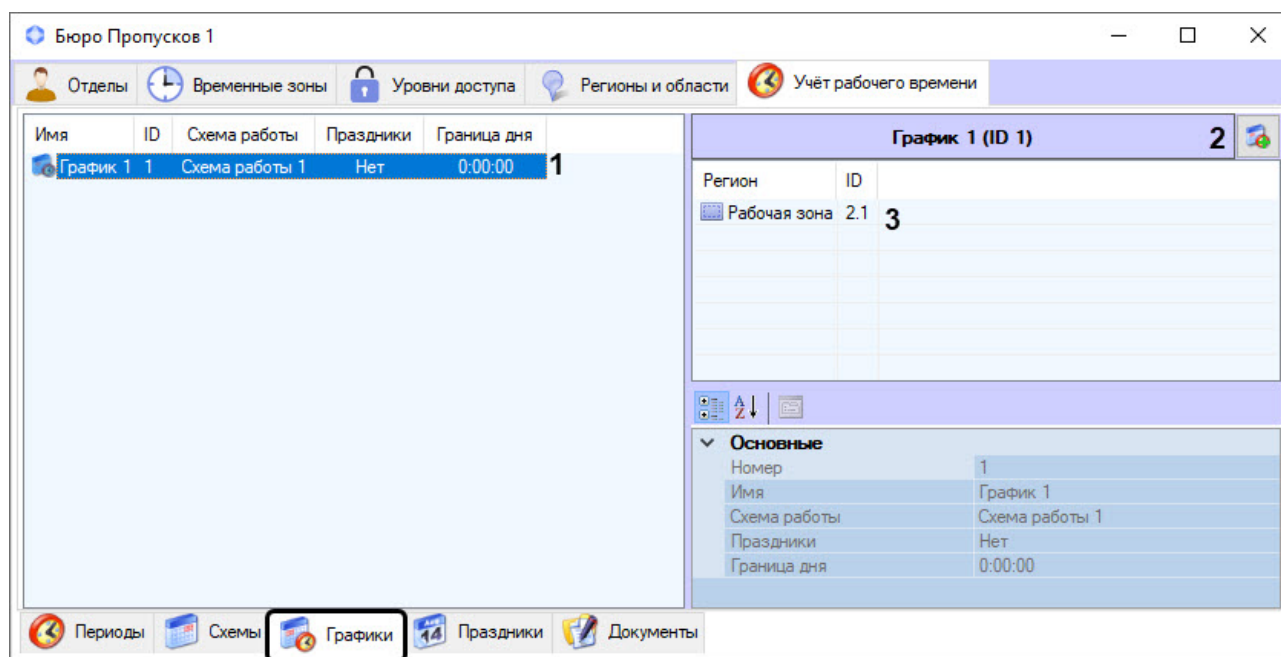 Бюро Пропусков 1
Отделы Временные зоны Уровни доступа Регионы и области Учёт рабочего времени
Имя ID Схема работы Праздники Граница дня
График 1 1 Схема работы 1 Нет 0:00:00 1
График 1 (ID 1) 2
Регион ID
Рабочая зона 2.1 3
A
Z
Основные
Номер 1
Имя График 1
Схема работы Схема работы 1
Праздники Нет
Граница дня 0:00:00
Периоды Схемы Графики 14 Праздники Документы